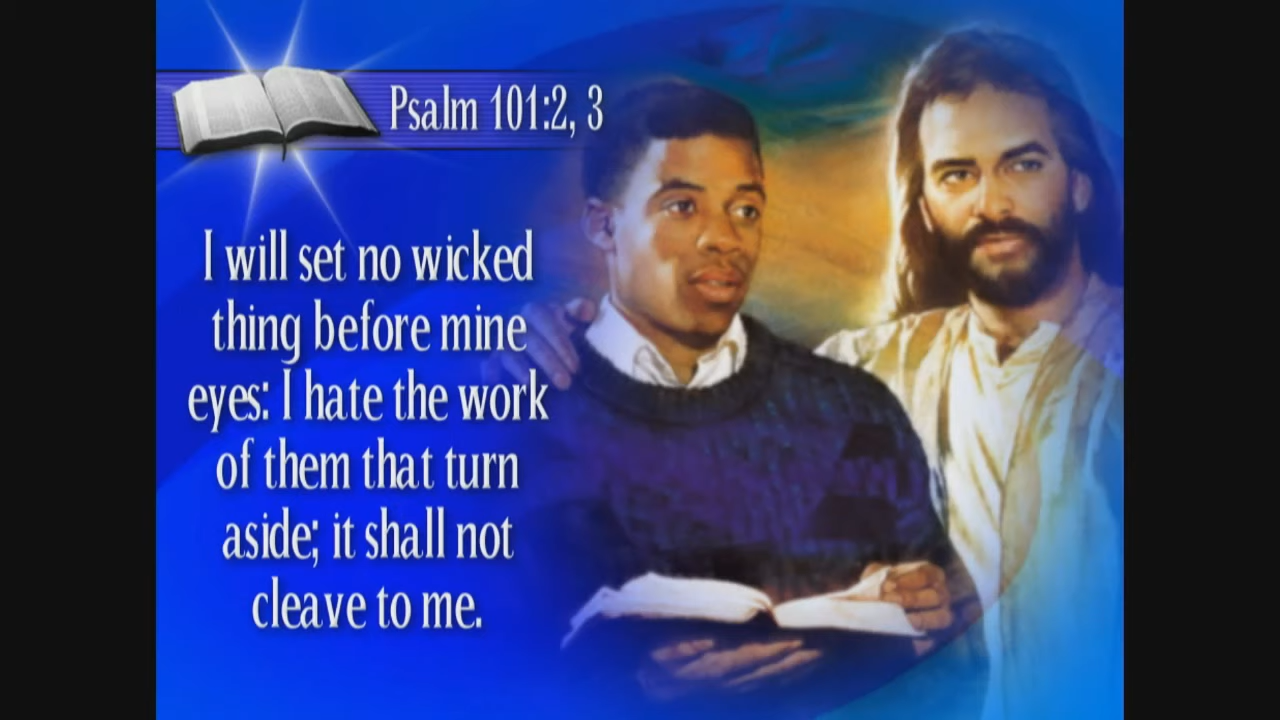 Psalm 101:2, 3
I will set no wicked
thing before mine
eyes: I hate the work
of them that turn
aside; it shall not
cleave to me.